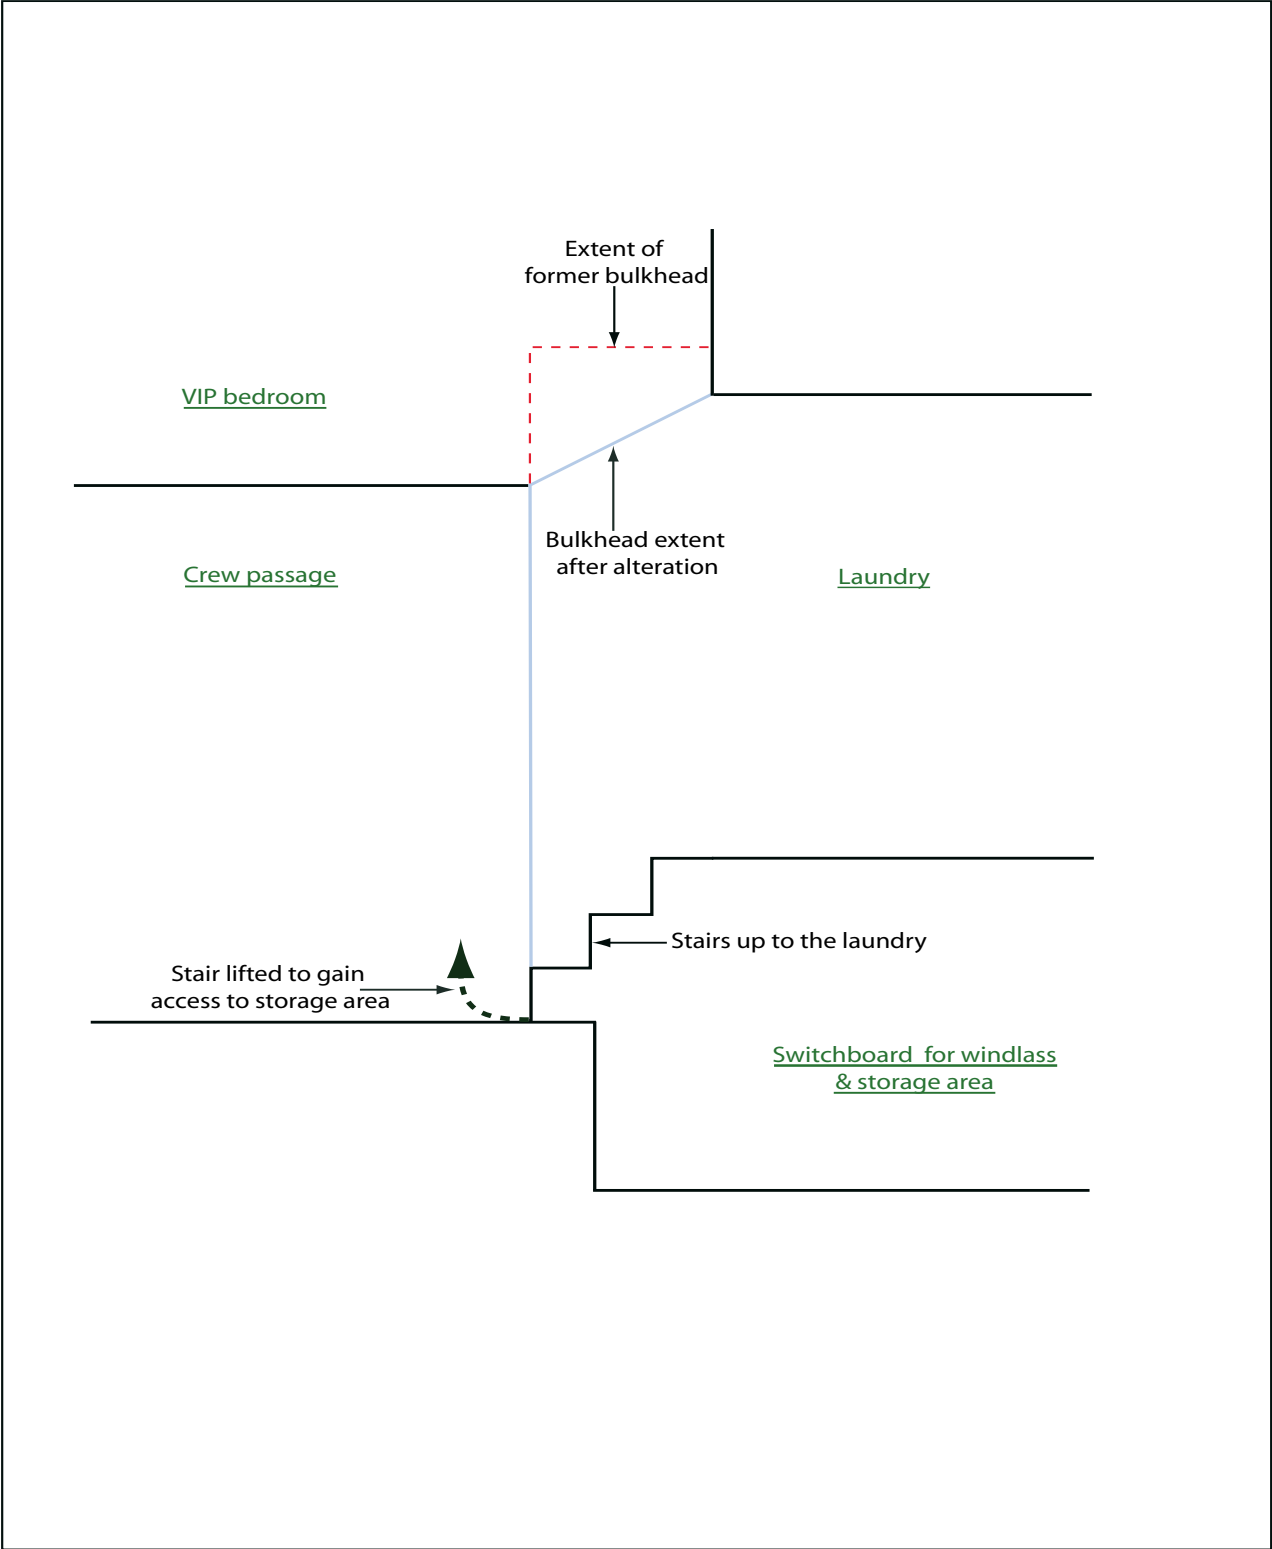 Extent of
former bulkhead
VIP bedroom
Bulkhead extent
after alteration
Crew passage
Laundry
Stairs up to the laundry
Stair lifted to gain
access to storage area
Switchboard for windlass
& storage area